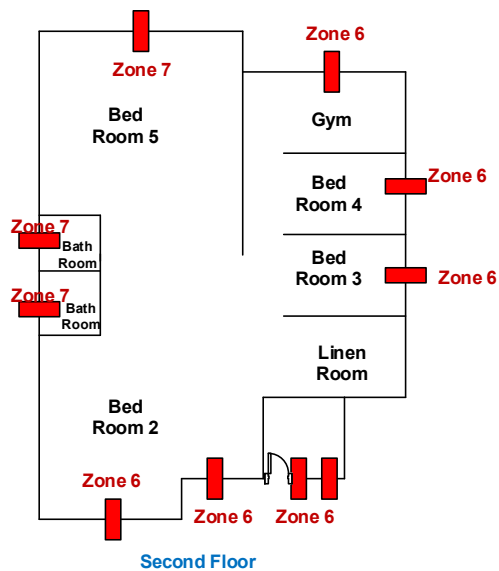 Zone 6
Zone 7
Bed
Room 5
Gym
Bed
Room 4
Zone 6
Zone 7
Bath
Room
Bed
Room 3
Zone 6
Zone 7
Bath
Room
Linen
Room
Bed
Room 2
Zone 6
Zone 6
Zone 6
Second Floor